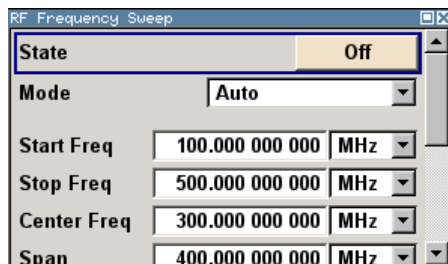 RF Frequency Sweep
State Off
Mode Auto
Start Freq 100.000 000 000 MHz
Stop Freq 500.000 000 000 MHz
Center Freq 300.000 000 000 MHz
Span 400.000 000 000 MHz